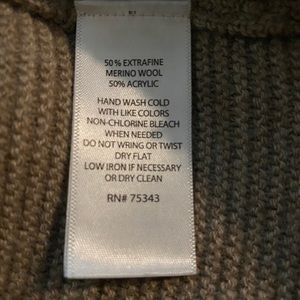 50% EXTRAFINE
MERINO WOOL
50% ACRYLIC
HAND WASH COLD
WITH LIKE COLORS
NON-CHLORINE BLEACH
WHEN NEEDED
DO NOT WRING OR TWIST
DRY FLAT
LOW IRON IF NECESSARY
OR DRY CLEAN
RN# 75343